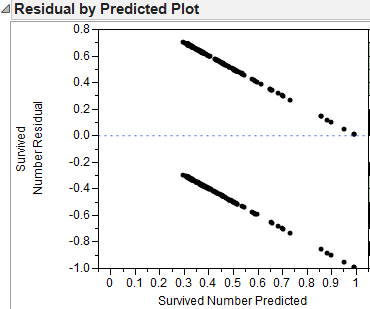 Residual by Predicted Plot
0.8
0.6
0.4
0.2
0.0
-0.2
-0.4
-0.6
-0.8
-1.0
Survived
Number Residual
0 0.1 0.2 0.3 0.4 0.5 0.6 0.7 0.8 0.9 1
Survived Number Predicted